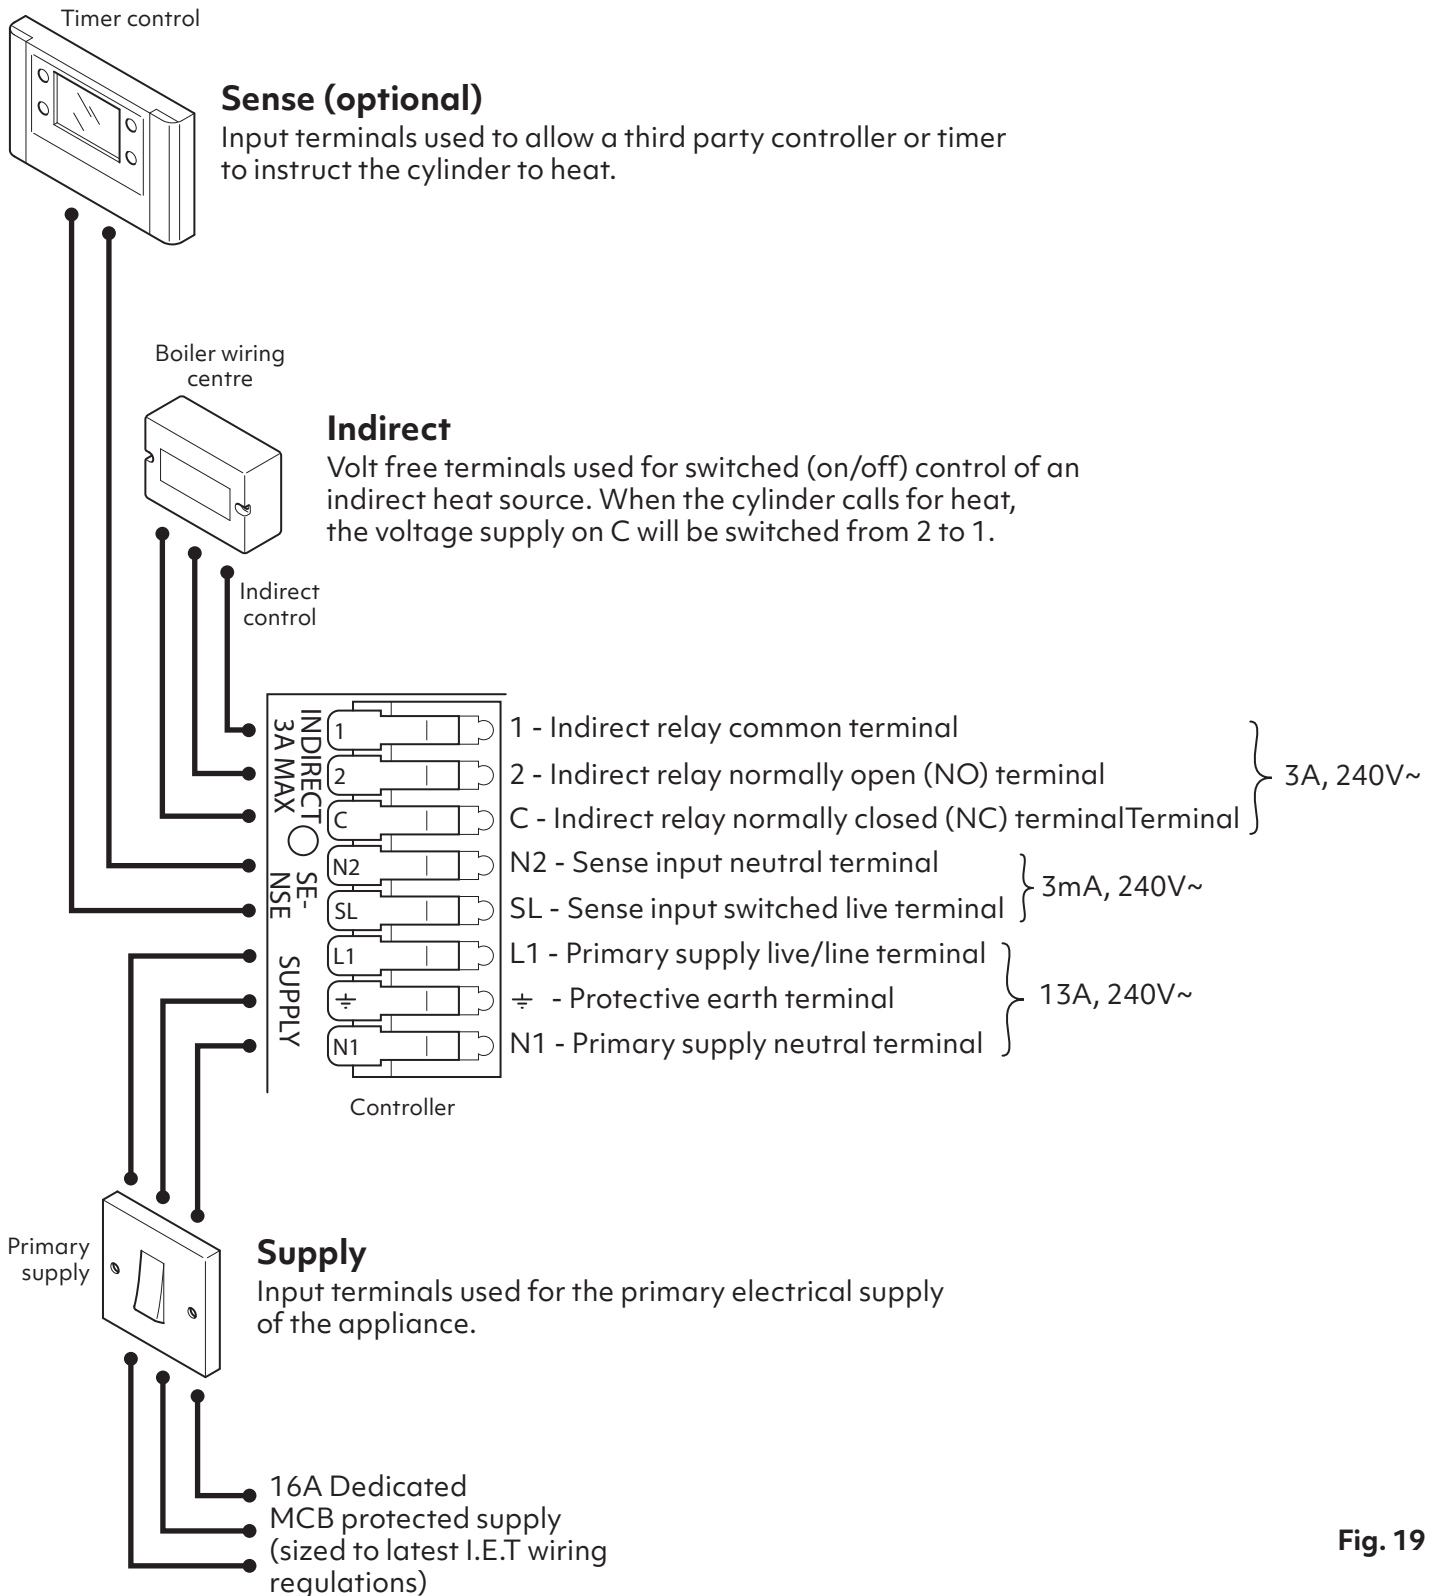 Timer control
Sense (optional)
Input terminals used to allow a third party controller or timer
to instruct the cylinder to heat.
Boiler wiring
centre
Indirect
Volt free terminals used for switched (on/off) control of an
indirect heat source. When the cylinder calls for heat,
the voltage supply on C will be switched from 2 to 1.
Indirect
control
INDIRECT
3A MAX
SE-
NSE
SUPPLY
1
2
C
N2
SL
L1
⏚
N1
1 - Indirect relay common terminal
2 - Indirect relay normally open (NO) terminal
C - Indirect relay normally closed (NC) terminalTerminal
3A, 240V~
N2 - Sense input neutral terminal
SL - Sense input switched live terminal
3mA, 240V~
L1 - Primary supply live/line terminal
⏚ - Protective earth terminal
N1 - Primary supply neutral terminal
13A, 240V~
Controller
Primary
supply
Supply
Input terminals used for the primary electrical supply
of the appliance.
16A Dedicated
MCB protected supply
(sized to latest I.E.T wiring
regulations)
Fig. 19